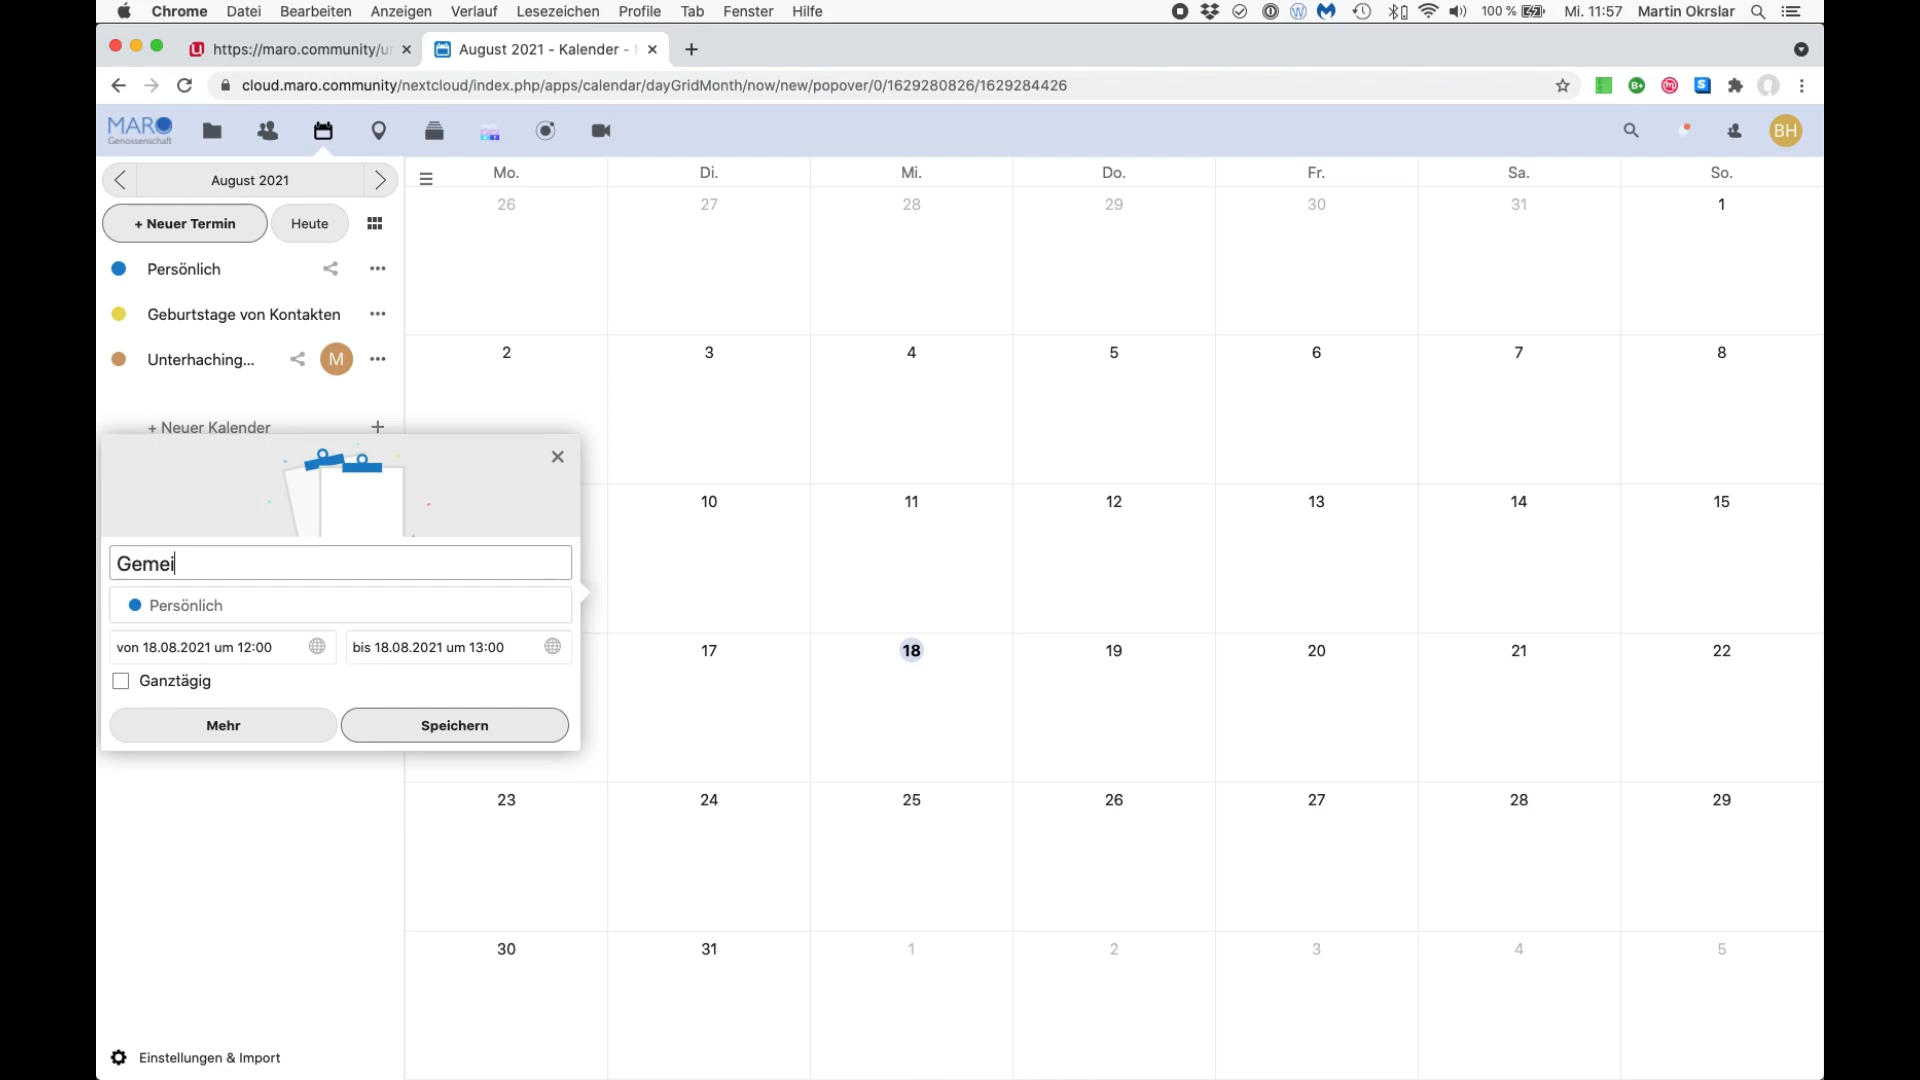 Chrome Datei Bearbeiten Anzeigen Verlauf Lesezeichen Profile Tab Fenster Hilfe 100 % Mi. 11:57 Martin Okrslar
https://maro.community/u August 2021 - Kalender -
cloud.maro.community/nextcloud/index.php/apps/calendar/dayGridMonth/now/new/popover/0/1629280826/1629284426
MARO
Genossenschaft
BH
August 2021
+ Neuer Termin Heute
Persönlich
Geburtstage von Kontakten
Unterhaching... M
+ Neuer Kalender
Gemei
Persönlich
von 18.08.2021 um 12:00 bis 18.08.2021 um 13:00
Ganztägig
Mehr Speichern
Einstellungen & Import
Mo. Di. Mi. Do. Fr. Sa. So.
26 27 28 29 30 31 1
2 3 4 5 6 7 8
10 11 12 13 14 15
17 18 19 20 21 22
23 24 25 26 27 28 29
30 31 1 2 3 4 5